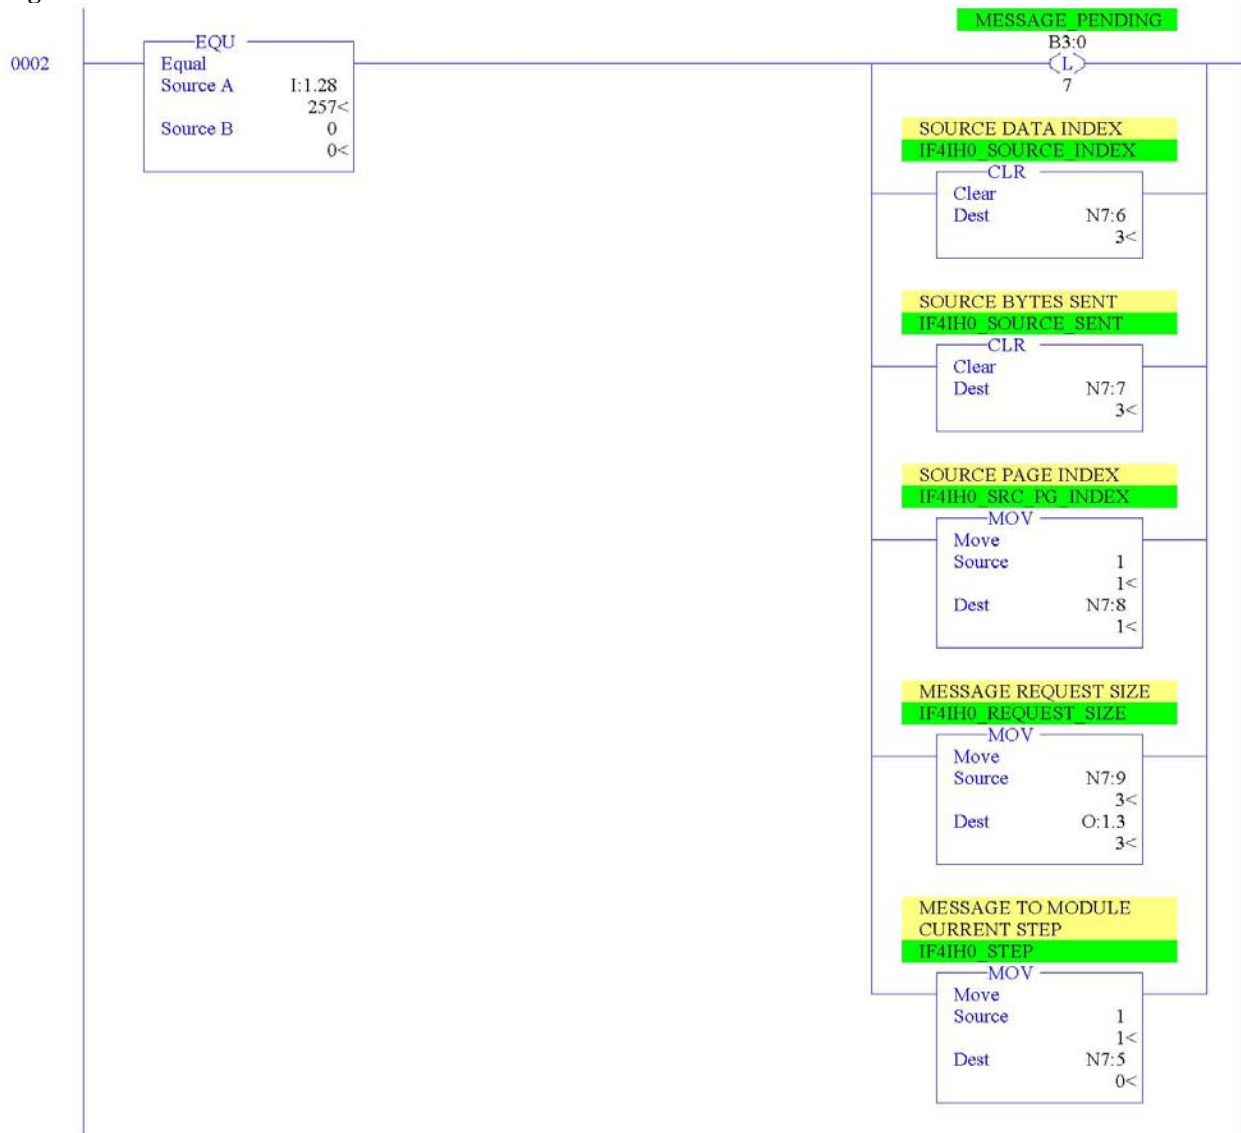 MESSAGE_PENDING
B3:0
L
7
0002
EQU
Equal
Source A I:1.28
257<
Source B 0
0<
SOURCE DATA INDEX
IF4IH0_SOURCE_INDEX
CLR
Clear
Dest N7:6
3<
SOURCE BYTES SENT
IF4IH0_SOURCE_SENT
CLR
Clear
Dest N7:7
3<
SOURCE PAGE INDEX
IF4IH0_SRC_PG_INDEX
MOV
Move
Source 1
1<
Dest N7:8
1<
MESSAGE REQUEST SIZE
IF4IH0_REQUEST_SIZE
MOV
Move
Source N7:9
3<
Dest O:1.3
3<
MESSAGE TO MODULE
CURRENT STEP
IF4IH0_STEP
MOV
Move
Source 1
1<
Dest N7:5
0<